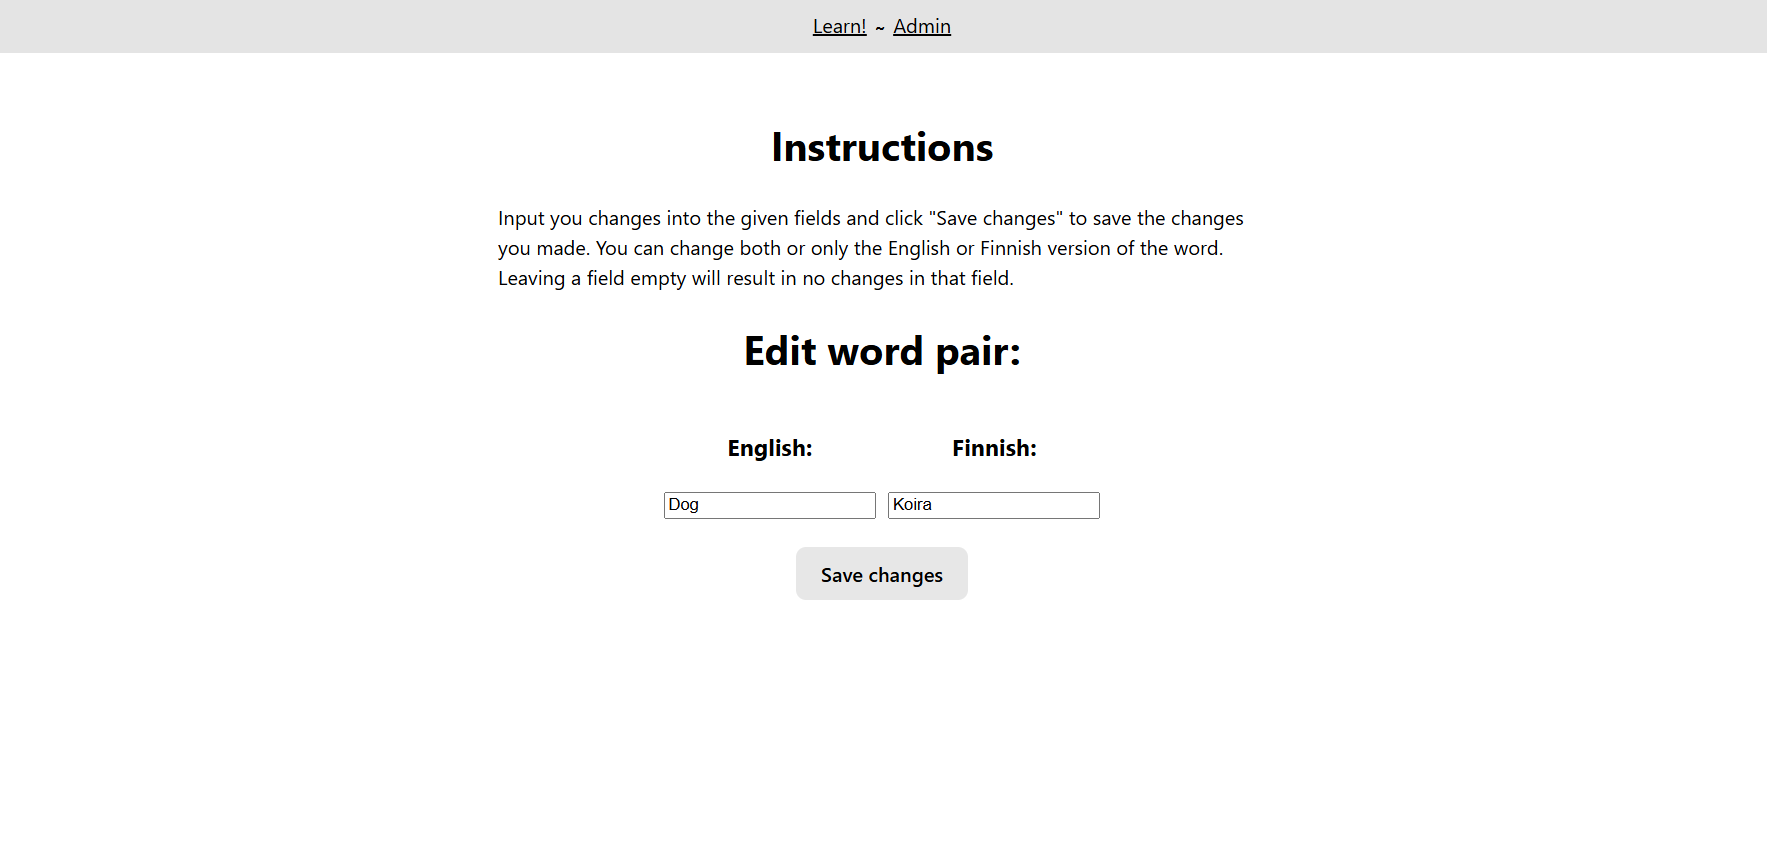 Learn! ~ Admin
Instructions
Input you changes into the given fields and click "Save changes" to save the changes
you made. You can change both or only the English or Finnish version of the word.
Leaving a field empty will result in no changes in that field.
Edit word pair:
English: Finnish:
Dog Koira
Save changes